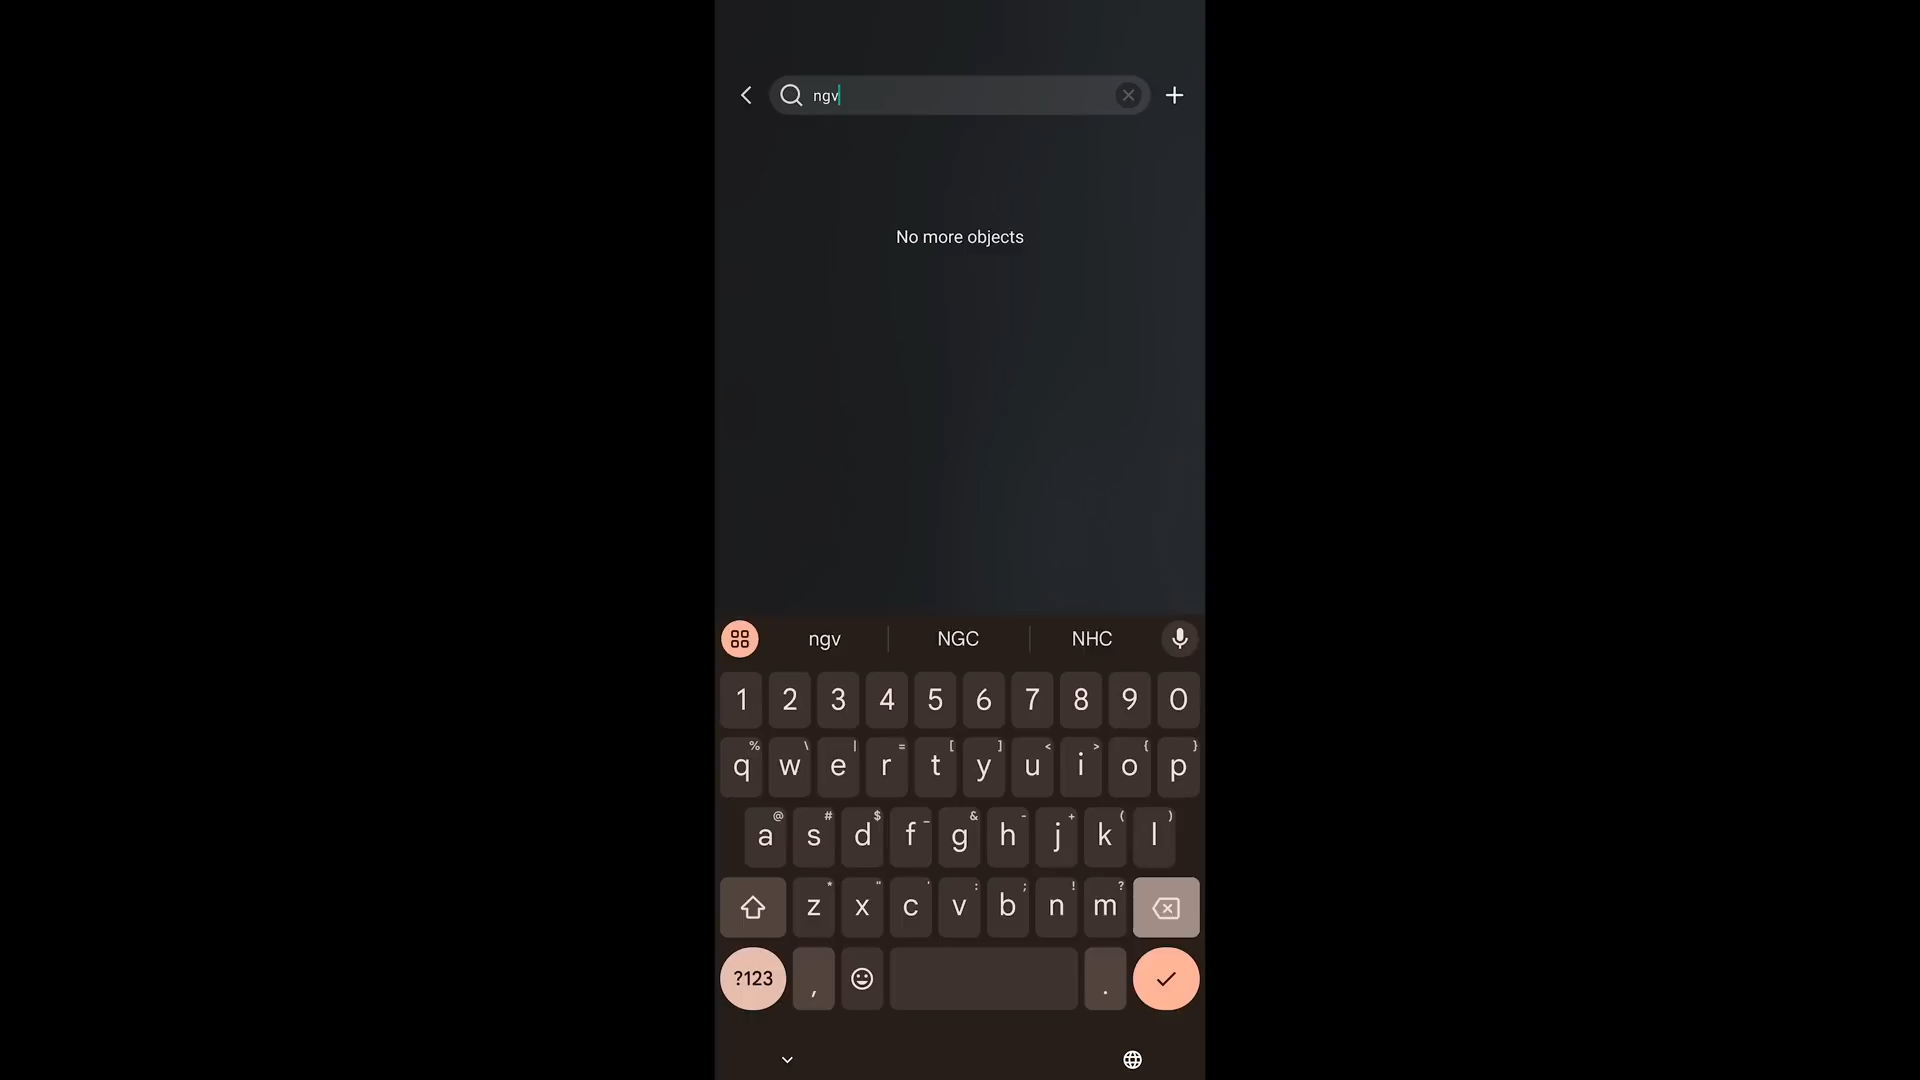 ngv
No more objects
ngv NGC NHC
1 2 3 4 5 6 7 8 9 0
% \ | = [ ] < > { }
q w e r t y u i o p
@ # $ _ & - + ( )
a s d f g h j k l
* " ' : ; ! ?
z x c v b n m
?123 , .